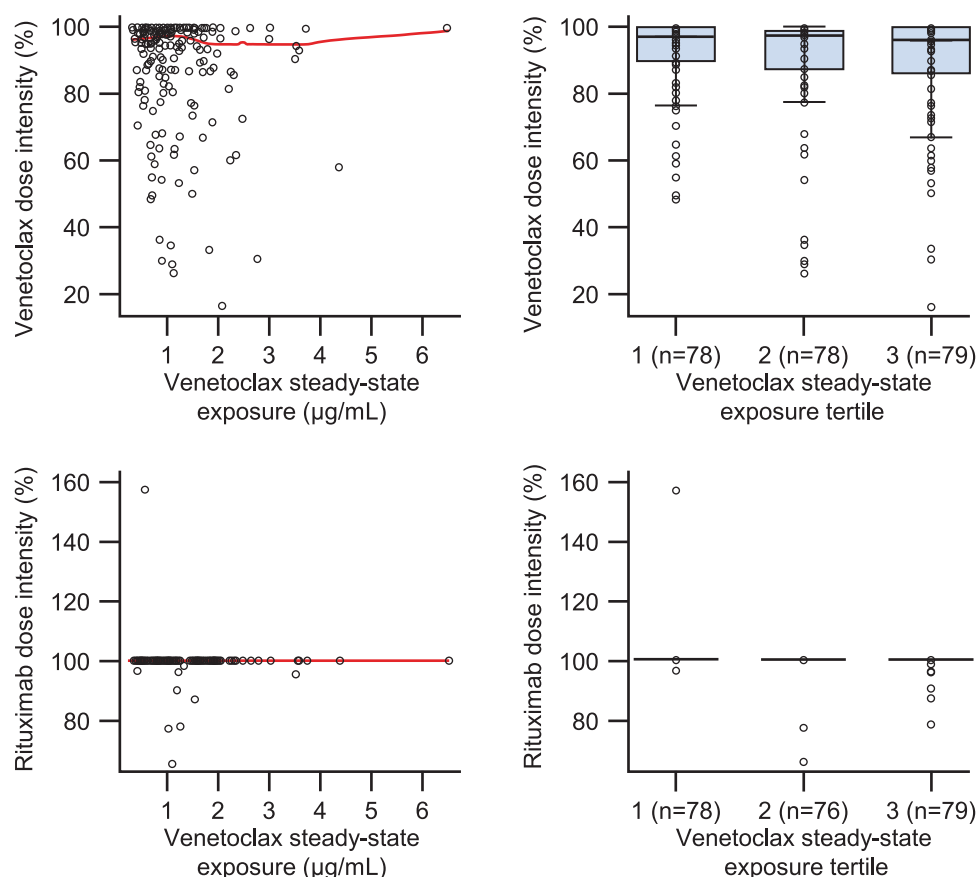 Venetoclax dose intensity (%)
100
80
60
40
20
1 2 3 4 5 6
Venetoclax steady-state
exposure (µg/mL)
Venetoclax dose intensity (%)
100
80
60
40
20
1 (n=78) 2 (n=78) 3 (n=79)
Venetoclax steady-state
exposure tertile
Rituximab dose intensity (%)
160
140
120
100
80
1 2 3 4 5 6
Venetoclax steady-state
exposure (µg/mL)
Rituximab dose intensity (%)
160
140
120
100
80
1 (n=78) 2 (n=76) 3 (n=79)
Venetoclax steady-state
exposure tertile